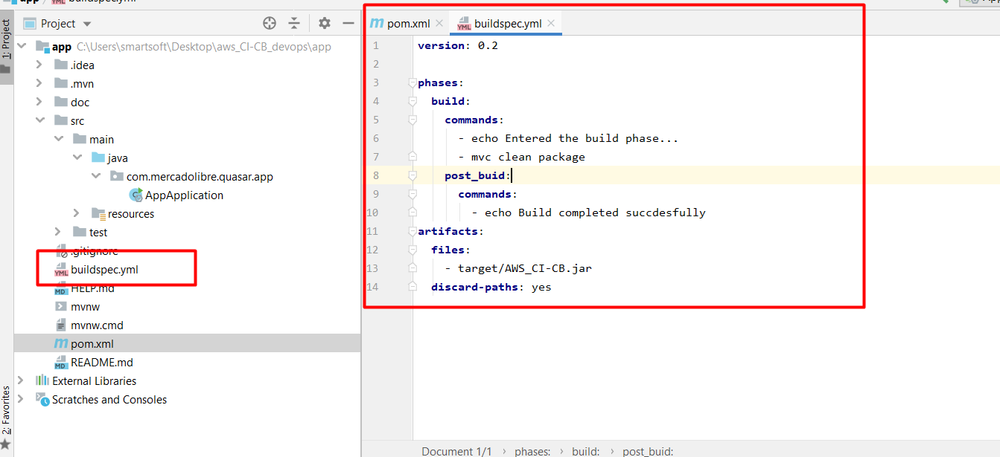 app
buildspec.yml
1: Project
Project
app C:\Users\smartsoft\Desktop\aws_CI-CB_devops\app
.idea
.mvn
doc
src
main
java
com.mercadolibre.quasar.app
AppApplication
resources
test
.gitignore
buildspec.yml
HELP.md
mvnw
mvnw.cmd
pom.xml
README.md
External Libraries
Scratches and Consoles
2: Favorites
pom.xml
buildspec.yml
1 version: 0.2
2
3 phases:
4 build:
5 commands:
6 - echo Entered the build phase...
7 - mvc clean package
8 post_buid:
9 commands:
10 - echo Build completed succdesfully
11 artifacts:
12 files:
13 - target/AWS_CI-CB.jar
14 discard-paths: yes
Document 1/1 › phases: › build: › post_buid: